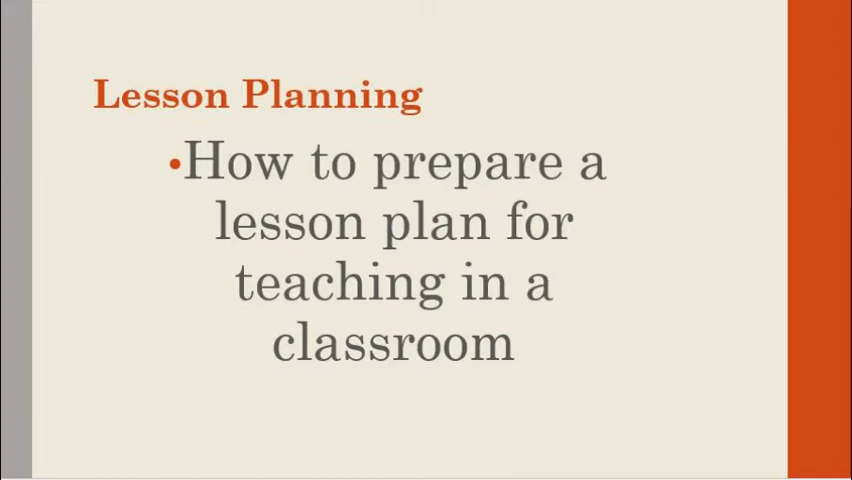 Lesson Planning
•How to prepare a
lesson plan for
teaching in a
classroom